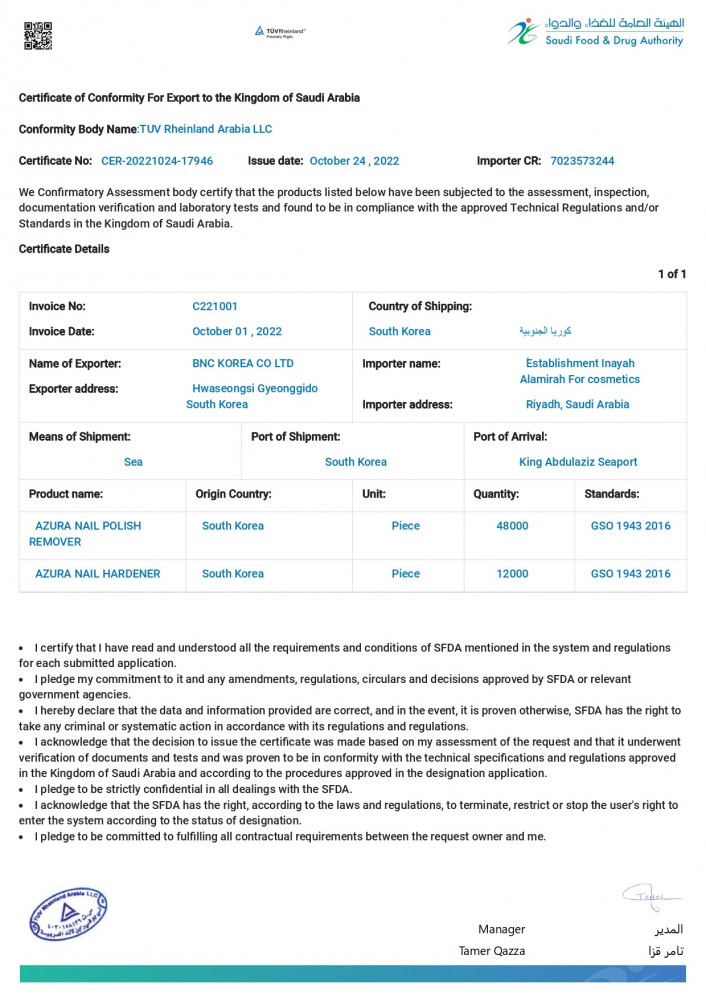 TÜVRheinland®
Precisely Right.
الهيئة العامة للغذاء والدواء
Saudi Food & Drug Authority
Certificate of Conformity For Export to the Kingdom of Saudi Arabia
Conformity Body Name:TUV Rheinland Arabia LLC
Certificate No: CER-20221024-17946 Issue date: October 24 , 2022 Importer CR: 7023573244
We Confirmatory Assessment body certify that the products listed below have been subjected to the assessment, inspection,
documentation verification and laboratory tests and found to be in compliance with the approved Technical Regulations and/or
Standards in the Kingdom of Saudi Arabia.
Certificate Details
1 of 1
Invoice No: C221001 Country of Shipping:
Invoice Date: October 01 , 2022 South Korea كوريا الجنوبية
Name of Exporter: BNC KOREA CO LTD Importer name: Establishment Inayah
Alamirah For cosmetics
Exporter address: Hwaseongsi Gyeonggido
South Korea Importer address: Riyadh, Saudi Arabia
Means of Shipment: Port of Shipment: Port of Arrival:
Sea South Korea King Abdulaziz Seaport
Product name: Origin Country: Unit: Quantity: Standards:
AZURA NAIL POLISH South Korea Piece 48000 GSO 1943 2016
REMOVER
AZURA NAIL HARDENER South Korea Piece 12000 GSO 1943 2016
• I certify that I have read and understood all the requirements and conditions of SFDA mentioned in the system and regulations
for each submitted application.
• I pledge my commitment to it and any amendments, regulations, circulars and decisions approved by SFDA or relevant
government agencies.
• I hereby declare that the data and information provided are correct, and in the event, it is proven otherwise, SFDA has the right to
take any criminal or systematic action in accordance with its regulations and regulations.
• I acknowledge that the decision to issue the certificate was made based on my assessment of the request and that it underwent
verification of documents and tests and was proven to be in conformity with the technical specifications and regulations approved
in the Kingdom of Saudi Arabia and according to the procedures approved in the designation application.
• I pledge to be strictly confidential in all dealings with the SFDA.
• I acknowledge that the SFDA has the right, according to the laws and regulations, to terminate, restrict or stop the user's right to
enter the system according to the status of designation.
• I pledge to be committed to fulfilling all contractual requirements between the request owner and me.
TUV Rheinland Arabia LLC
Tamer
Manager المدير
Tamer Qazza تامر قزا